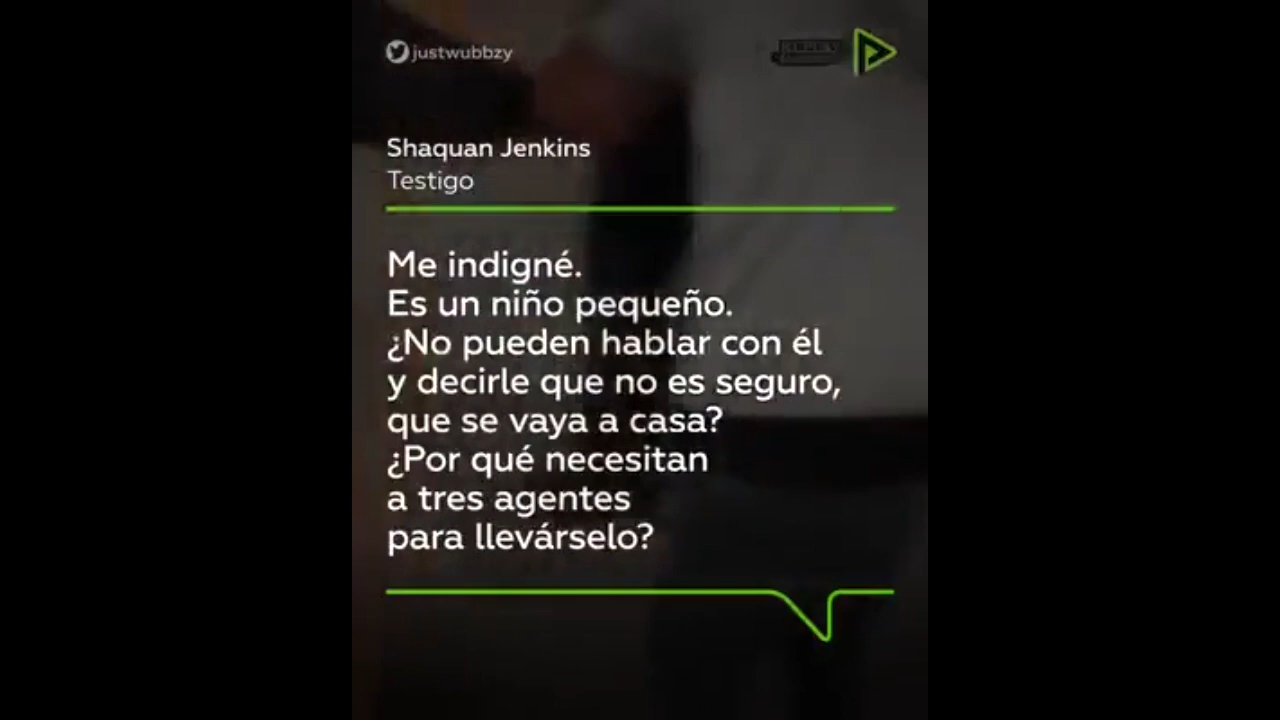 justwubbzy
Shaquan Jenkins
Testigo
Me indigné.
Es un niño pequeño.
¿No pueden hablar con él
y decirle que no es seguro,
que se vaya a casa?
¿Por qué necesitan
a tres agentes
para llevárselo?